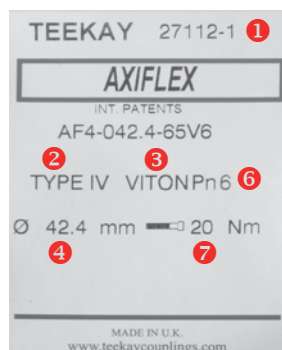 TEEKAY 27112-1 1
AXIFLEX
INT. PATENTS
AF4-042.4-65V6
2 3
TYPE IV VITON Pn6 6
Ø 42.4 mm 20 Nm
4 7
MADE IN U.K.
www.teekaycouplings.com